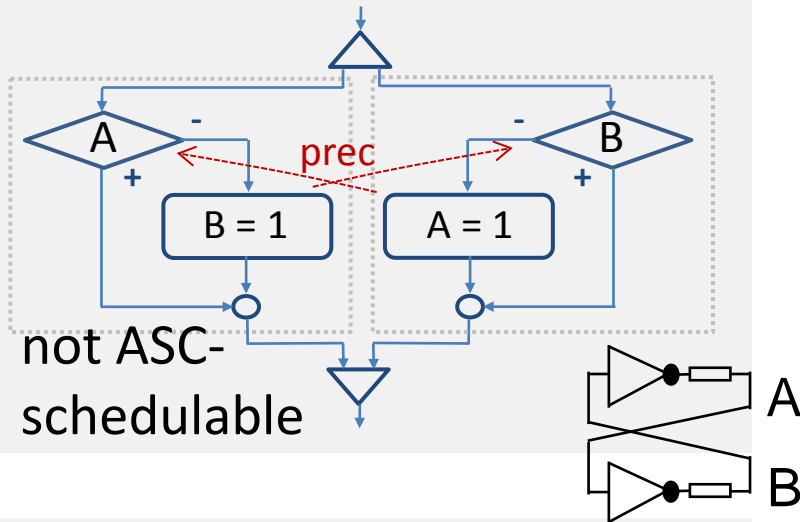 A
-
+
prec
-
B
+
B = 1
A = 1
not ASC-
schedulable
A
B